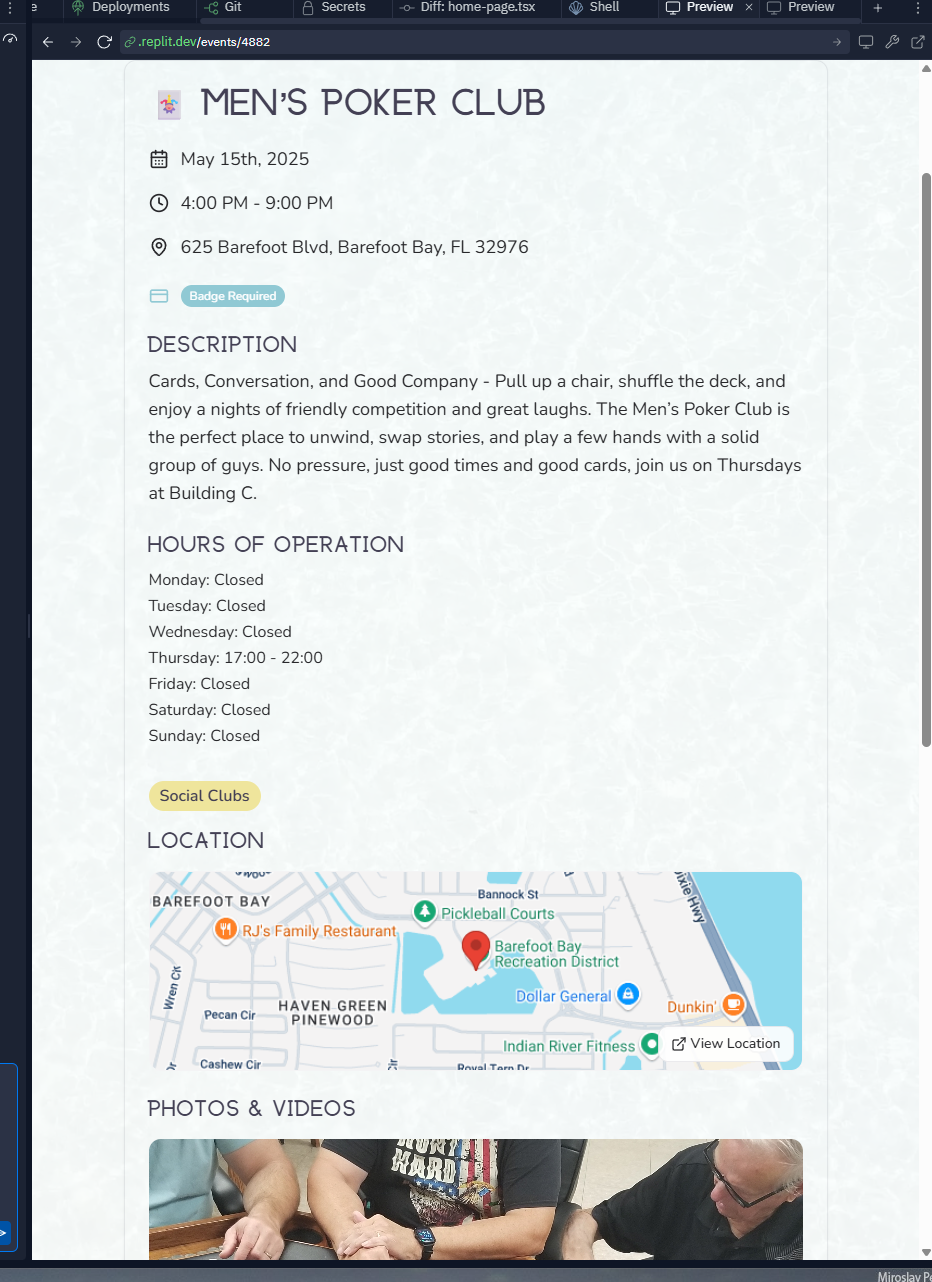 Deployments
Git
Secrets
Diff: home-page.tsx
Shell
Preview
Preview
.replit.dev/events/4882
MEN'S POKER CLUB
May 15th, 2025
4:00 PM - 9:00 PM
625 Barefoot Blvd, Barefoot Bay, FL 32976
Badge Required
DESCRIPTION
Cards, Conversation, and Good Company - Pull up a chair, shuffle the deck, and
enjoy a nights of friendly competition and great laughs. The Men's Poker Club is
the perfect place to unwind, swap stories, and play a few hands with a solid
group of guys. No pressure, just good times and good cards, join us on Thursdays
at Building C.
HOURS OF OPERATION
Monday: Closed
Tuesday: Closed
Wednesday: Closed
Thursday: 17:00 - 22:00
Friday: Closed
Saturday: Closed
Sunday: Closed
Social Clubs
LOCATION
Bannock St
Dixie Hwy
BAREFOOT BAY
Pickleball Courts
RJ's Family Restaurant
Barefoot Bay
Recreation District
Wren Cir
Dollar General
HAVEN GREEN
PINEWOOD
Dunkin'
Pecan Cir
Indian River Fitness
View Location
Cashew Cir
Royal Tern Dr
PHOTOS & VIDEOS
HARD
Miroslav